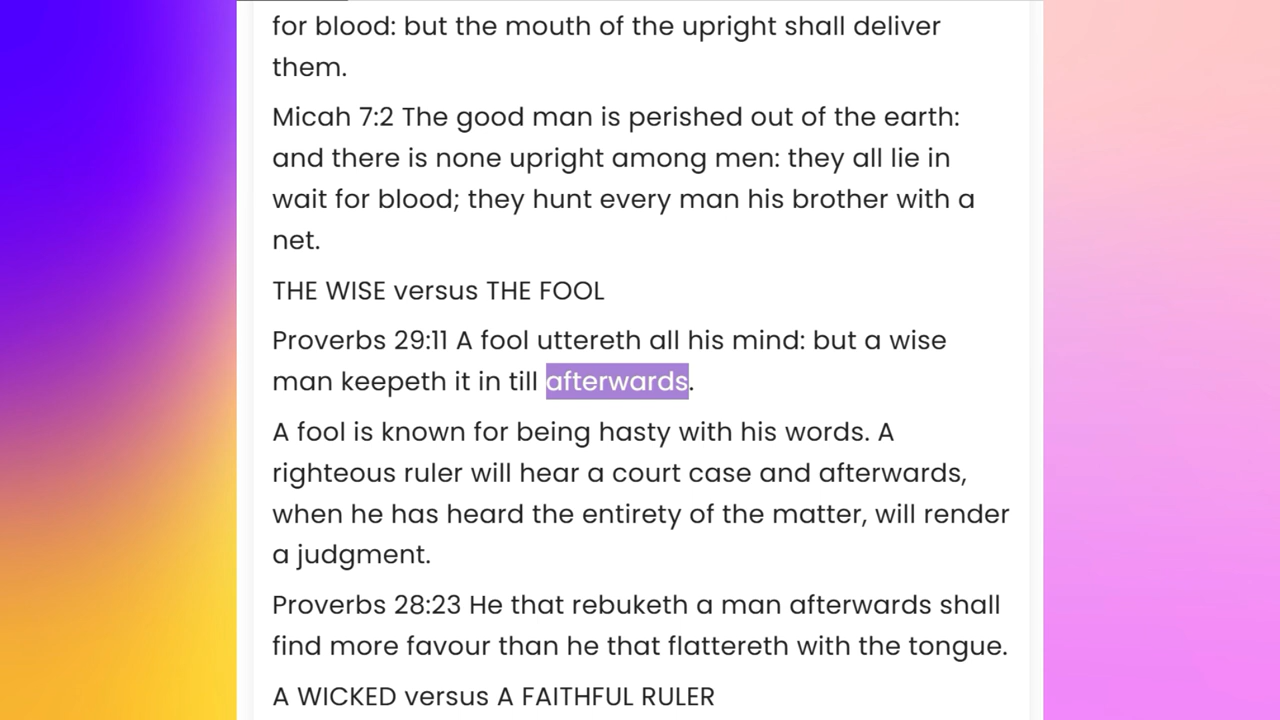 for blood: but the mouth of the upright shall deliver
them.
Micah 7:2 The good man is perished out of the earth:
and there is none upright among men: they all lie in
wait for blood; they hunt every man his brother with a
net.
THE WISE versus THE FOOL
Proverbs 29:11 A fool uttereth all his mind: but a wise
man keepeth it in till afterwards.
A fool is known for being hasty with his words. A
righteous ruler will hear a court case and afterwards,
when he has heard the entirety of the matter, will render
a judgment.
Proverbs 28:23 He that rebuketh a man afterwards shall
find more favour than he that flattereth with the tongue.
A WICKED versus A FAITHFUL RULER